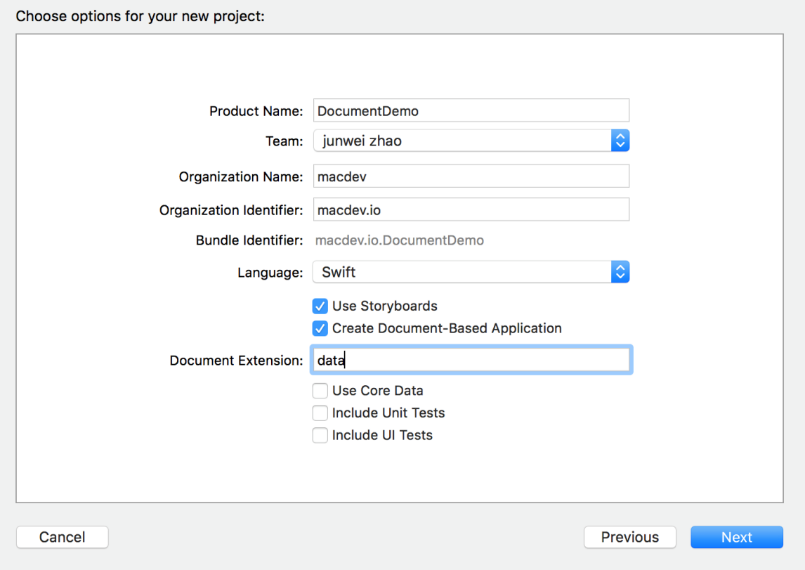 Choose options for your new project:
Product Name: DocumentDemo
Team: junwei zhao
Organization Name: macdev
Organization Identifier: macdev.io
Bundle Identifier: macdev.io.DocumentDemo
Language: Swift
Use Storyboards
Create Document-Based Application
Document Extension: data
Use Core Data
Include Unit Tests
Include UI Tests
Cancel Previous Next